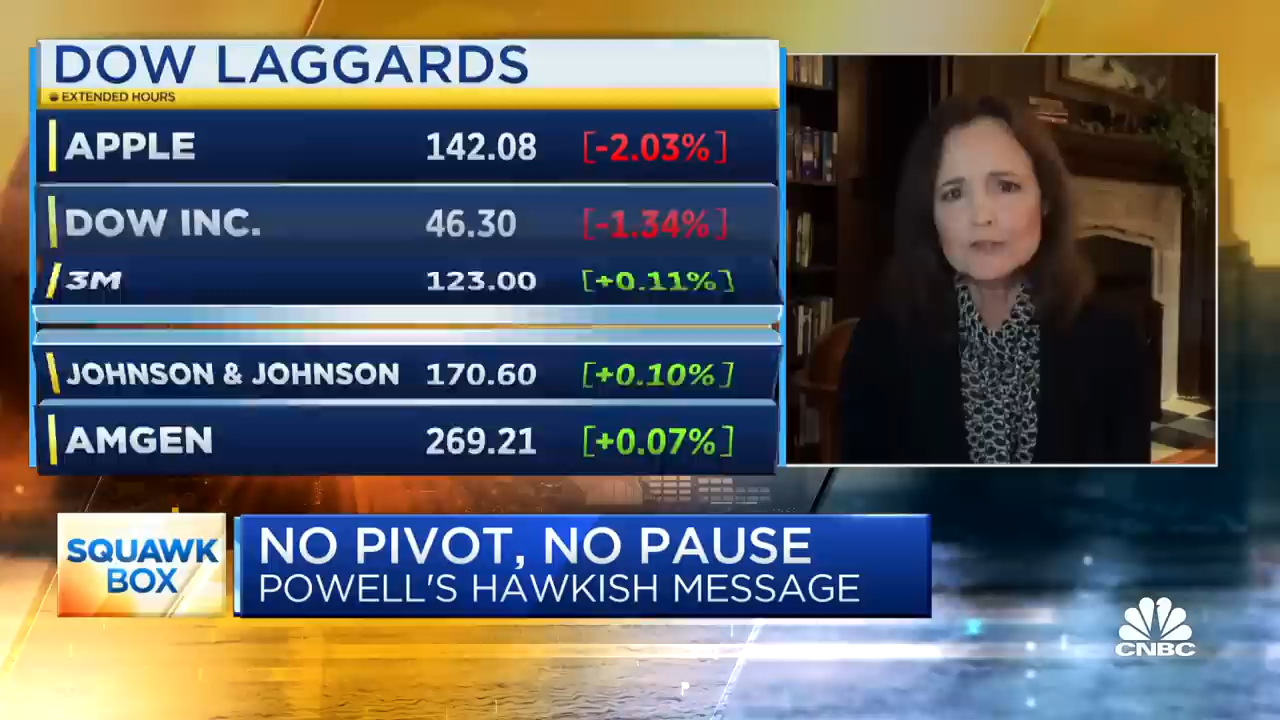 DOW LAGGARDS
EXTENDED HOURS
APPLE 142.08 [-2.03%]
DOW INC. 46.30 [-1.34%]
3M 123.00 [+0.11%]
JOHNSON & JOHNSON 170.60 [+0.10%]
AMGEN 269.21 [+0.07%]
SQUAWK
BOX
NO PIVOT, NO PAUSE
POWELL'S HAWKISH MESSAGE
CNBC